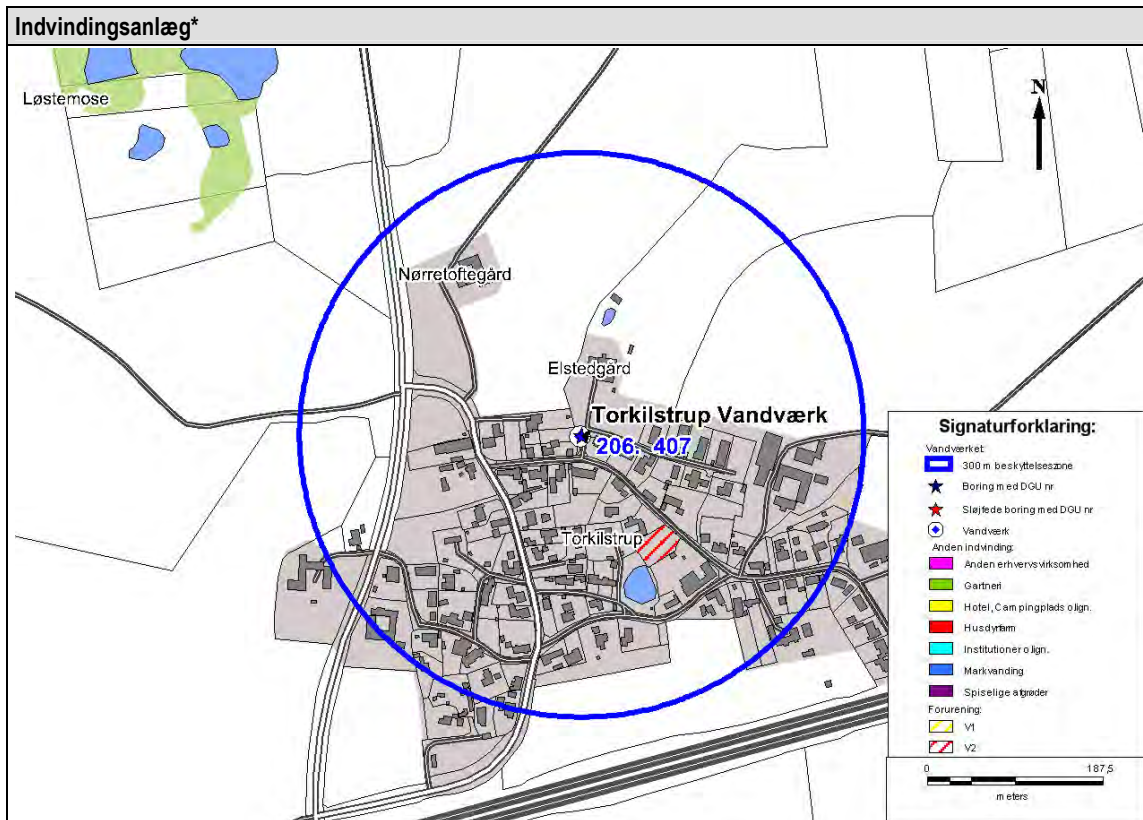 Indvindingsanlæg*
Løstemose
N
Nørretoftegård
Elstedgård
Torkilstrup Vandværk
206. 407
Torkilstrup
Signaturforklaring:
Vandværket:
300 m beskyttelseszone
Boring med DGU nr
Sløjfede boring med DGU nr
Vandværk
Anden indvinding:
Anden erhvervsvirksomhed
Gartneri
Hotel, Campingplads o.lign.
Husdyrfarm
Institutioner o.lign.
Markvanding
Spiselige afgrøder
Forurening:
V1
V2
0 187,5
meters